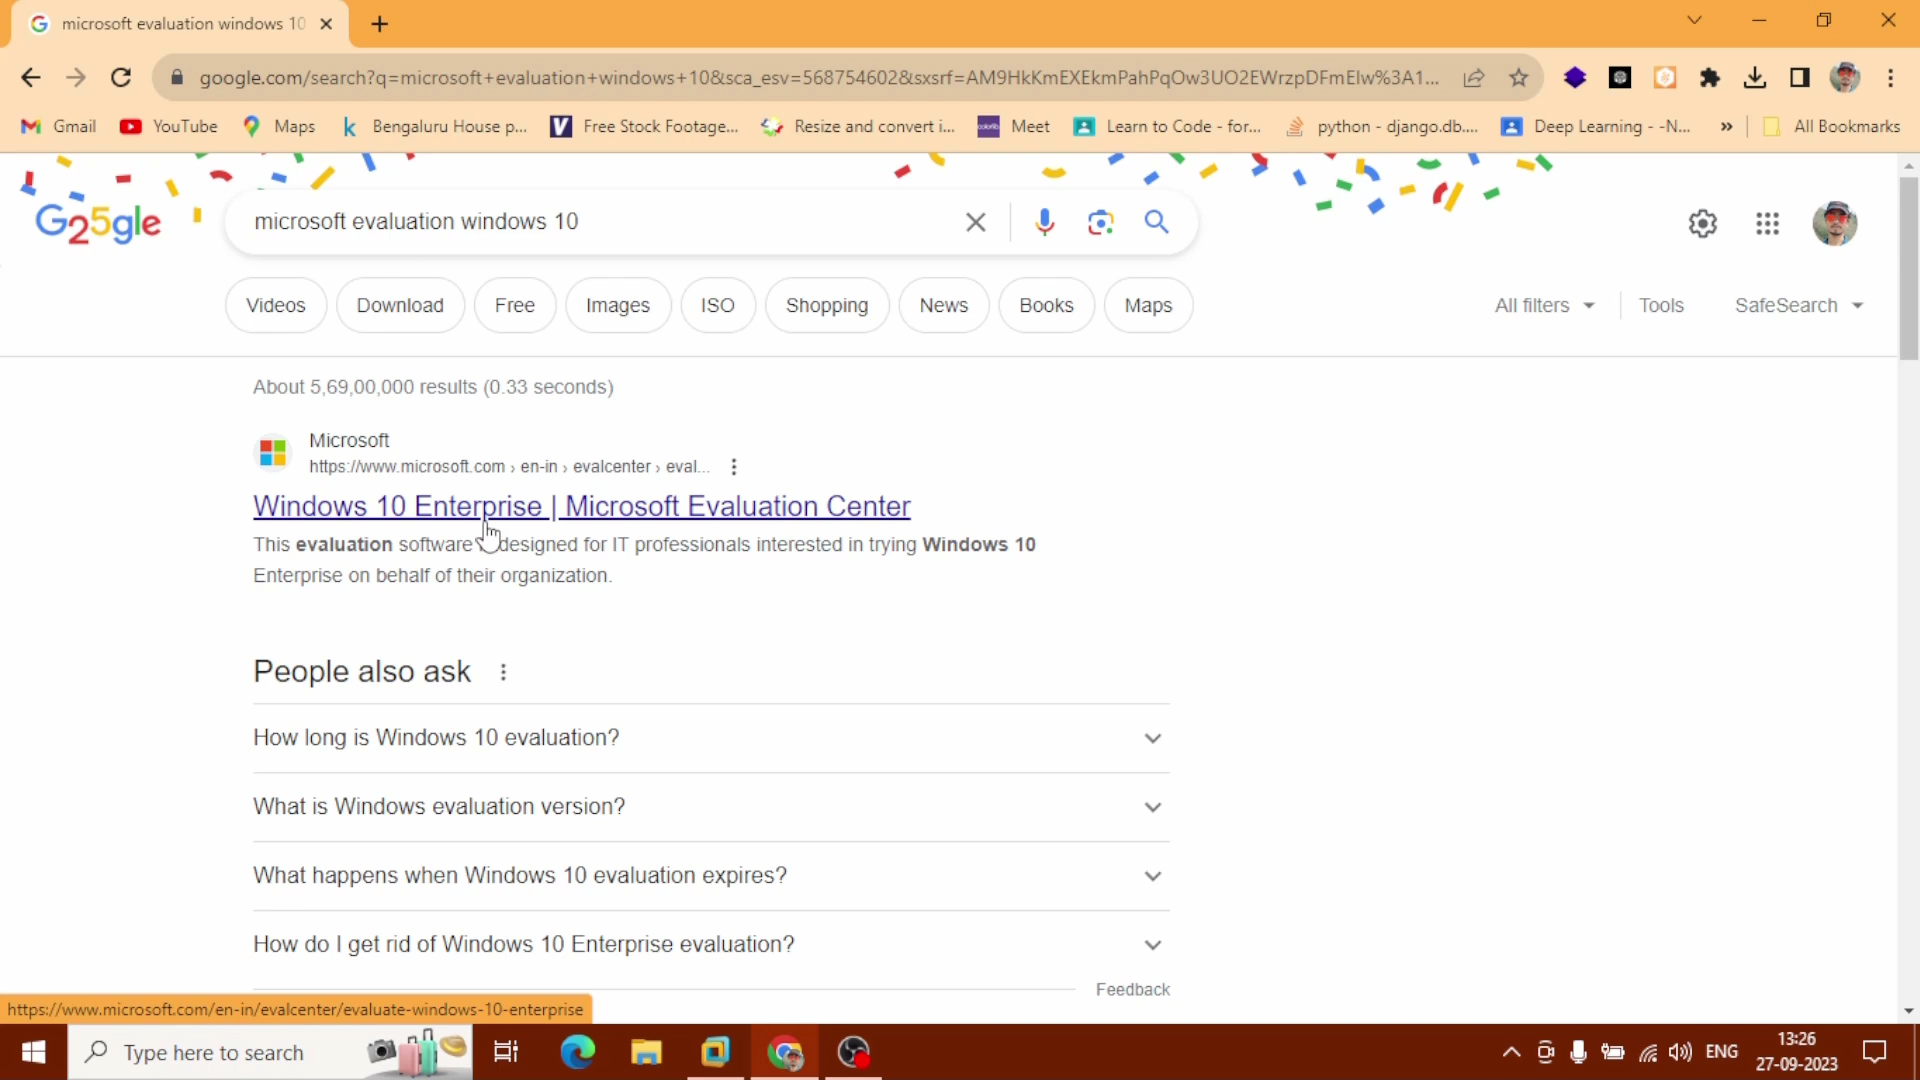 microsoft evaluation windows 10
google.com/search?q=microsoft+evaluation+windows+10&sca_esv=568754602&sxsrf=AM9HkKmEXEkmPahPqOw3UO2EWrzpDFmElw%3A1...
Gmail YouTube Maps Bengaluru House p... Free Stock Footage... Resize and convert i... Meet Learn to Code - for... python - django.db.... Deep Learning - -N... » All Bookmarks
G25gle
microsoft evaluation windows 10
Videos Download Free Images ISO Shopping News Books Maps All filters Tools SafeSearch
About 5,69,00,000 results (0.33 seconds)
Microsoft
https://www.microsoft.com › en-in › evalcenter › eval...
Windows 10 Enterprise | Microsoft Evaluation Center
This evaluation software designed for IT professionals interested in trying Windows 10
Enterprise on behalf of their organization.
People also ask
How long is Windows 10 evaluation?
What is Windows evaluation version?
What happens when Windows 10 evaluation expires?
How do I get rid of Windows 10 Enterprise evaluation?
Feedback
https://www.microsoft.com/en-in/evalcenter/evaluate-windows-10-enterprise
Type here to search
ENG
13:26
27-09-2023